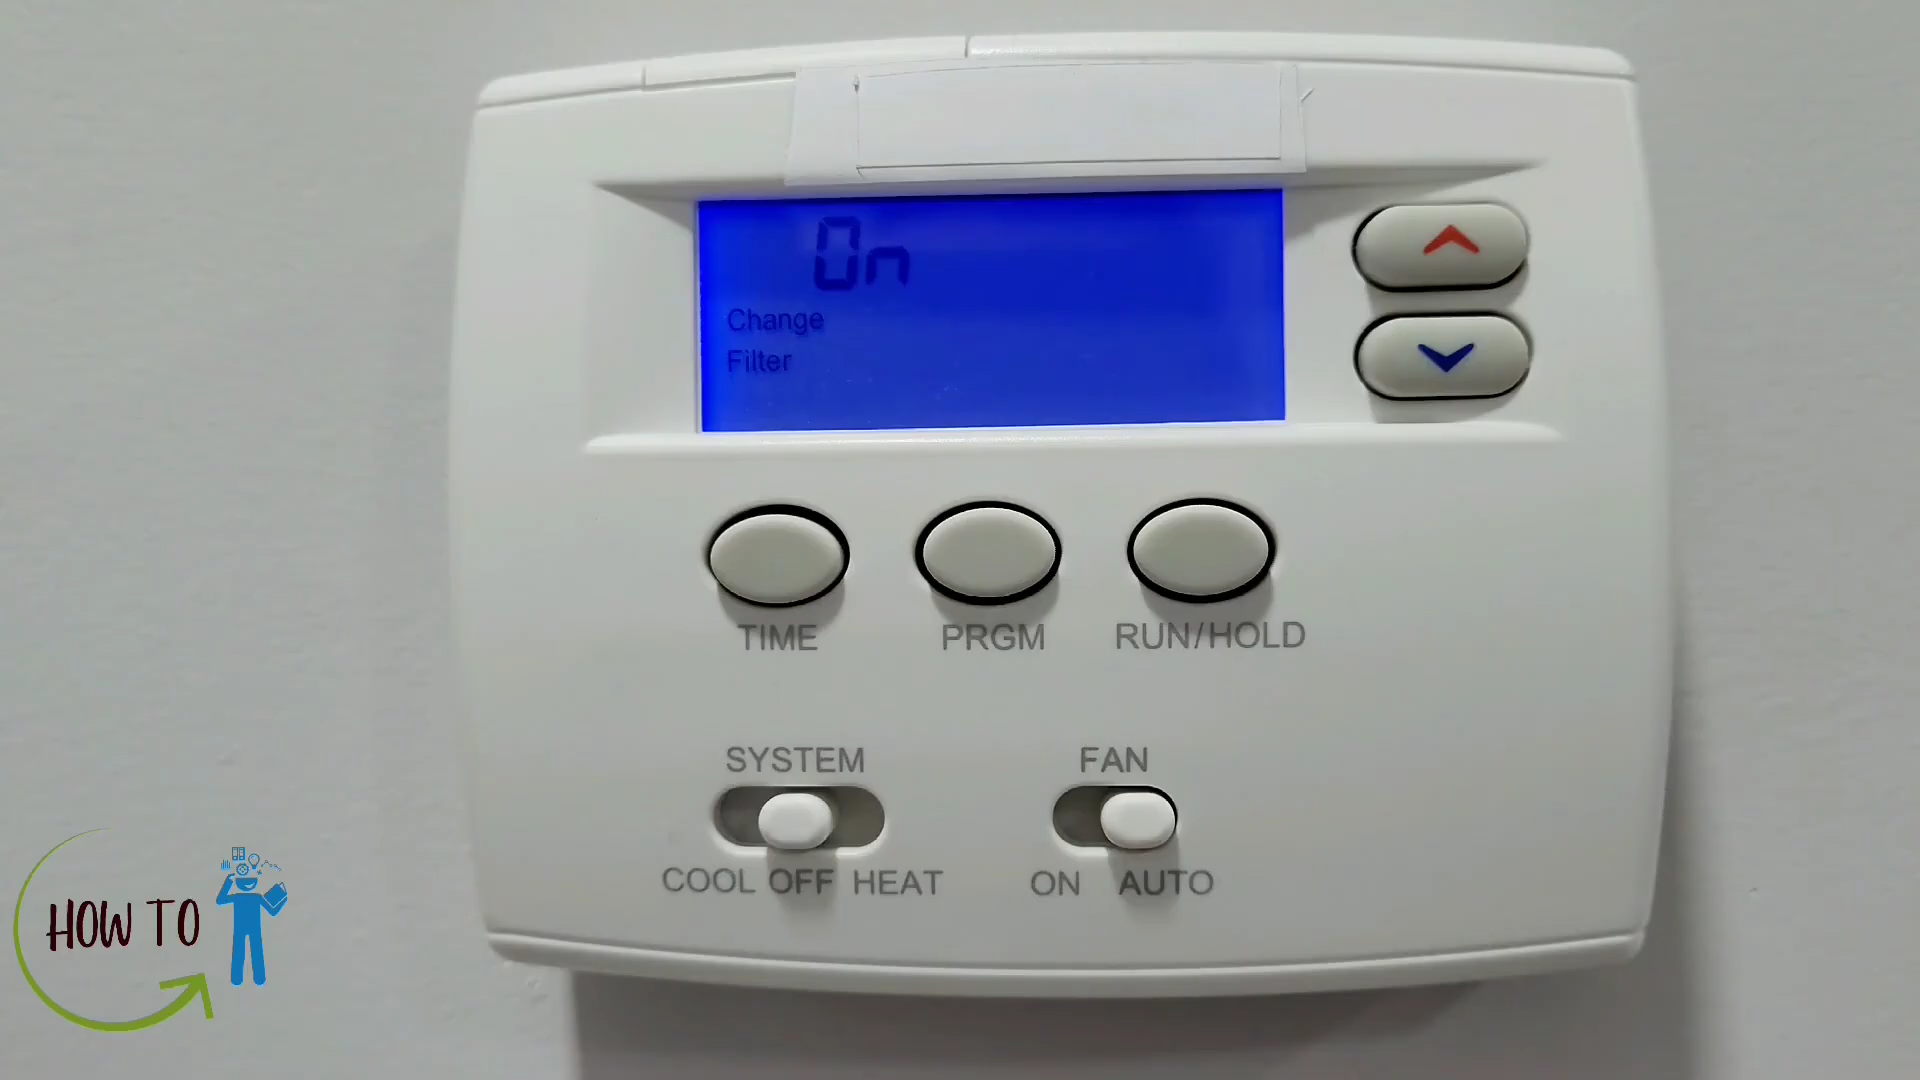 On
Change
Filter
TIME PRGM RUN/HOLD
SYSTEM FAN
COOL OFF HEAT ON AUTO
HOW TO